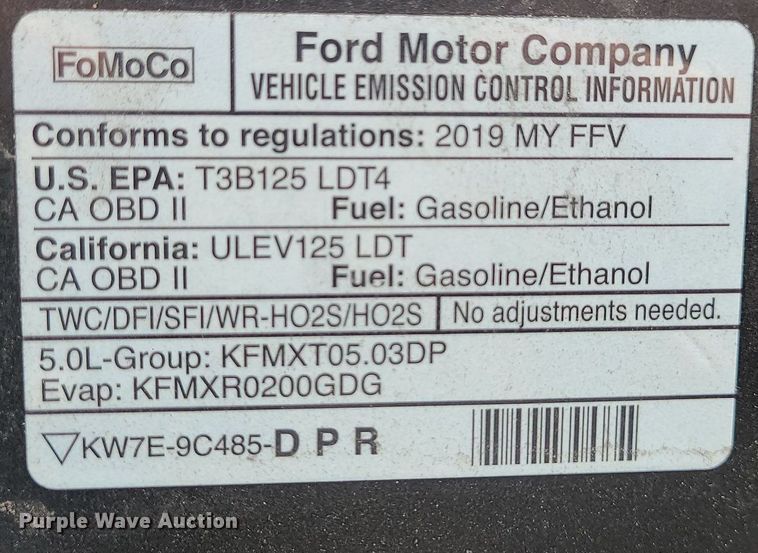 FoMoCo
Ford Motor Company
VEHICLE EMISSION CONTROL INFORMATION
Conforms to regulations: 2019 MY FFV
U.S. EPA: T3B125 LDT4
CA OBD II Fuel: Gasoline/Ethanol
California: ULEV125 LDT
CA OBD II Fuel: Gasoline/Ethanol
TWC/DFI/SFI/WR-HO2S/HO2S No adjustments needed.
5.0L-Group: KFMXT05.03DP
Evap: KFMXR0200GDG
▽KW7E-9C485-D P R
Purple Wave Auction